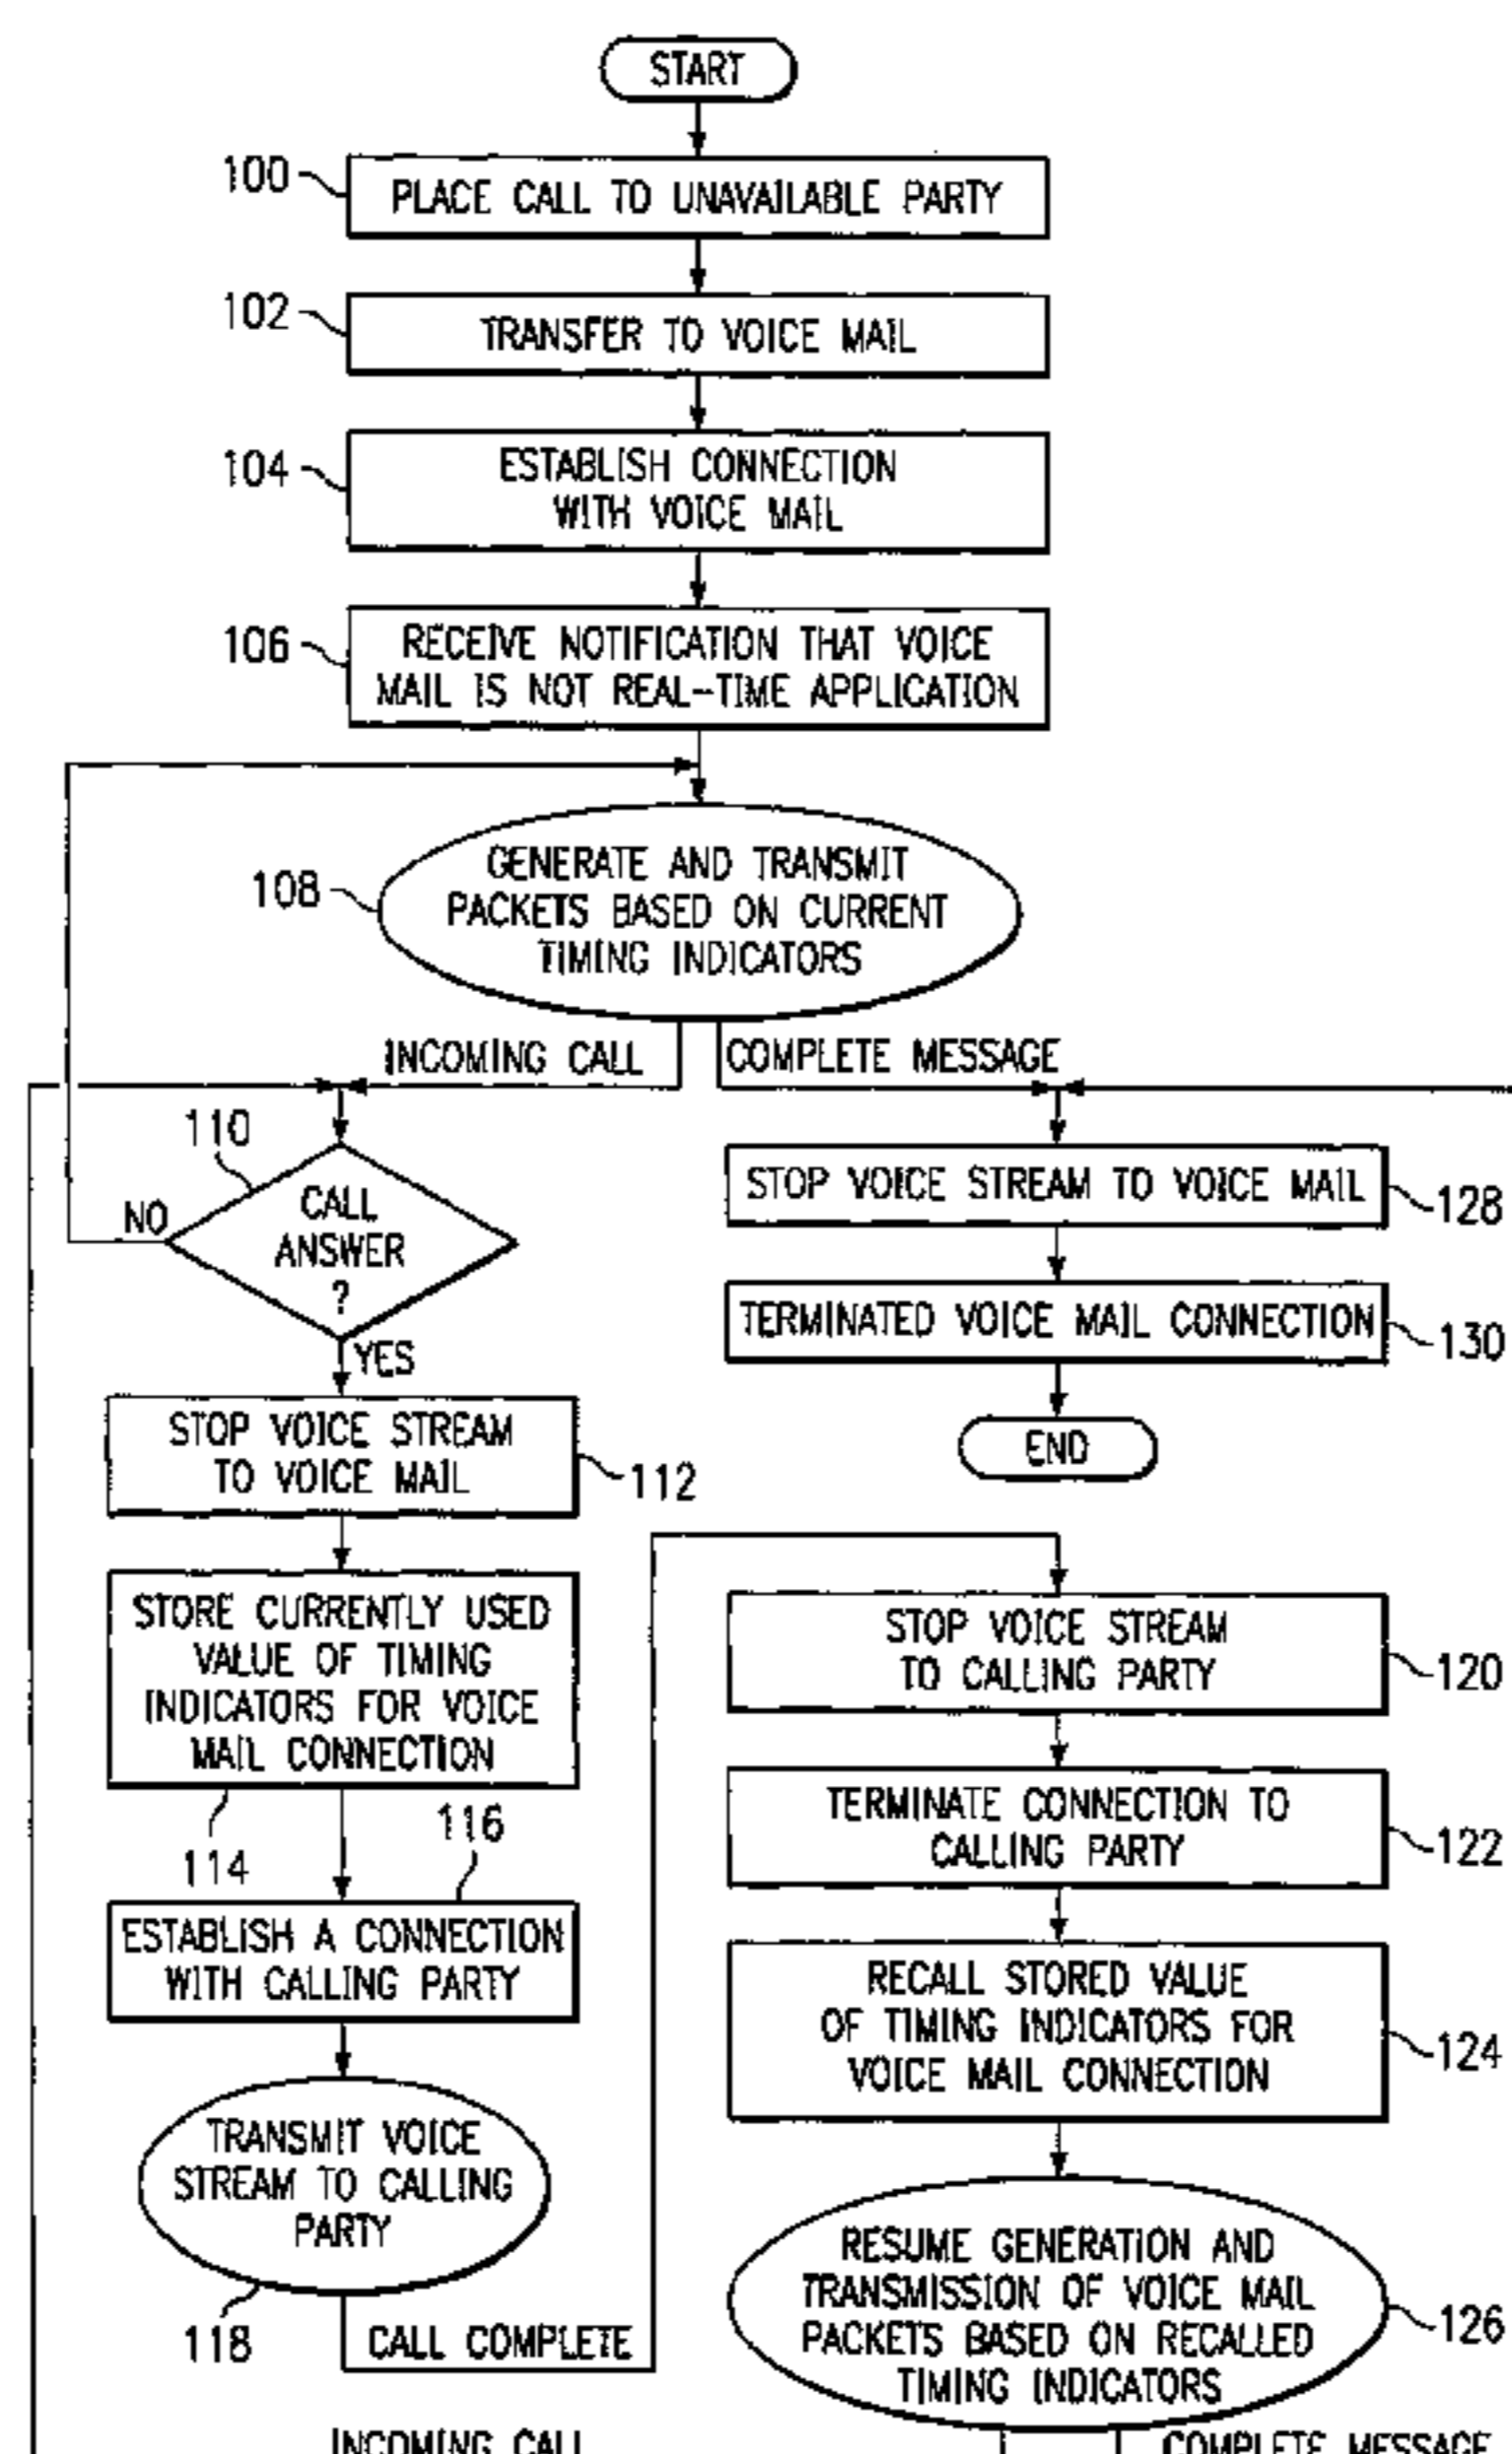 START
100
PLACE CALL TO UNAVAILABLE PARTY
102
TRANSFER TO VOICE MAIL
104
ESTABLISH CONNECTION
WITH VOICE MAIL
106
RECEIVE NOTIFICATION THAT VOICE
MAIL IS NOT REAL-TIME APPLICATION
108
GENERATE AND TRANSMIT
PACKETS BASED ON CURRENT
TIMING INDICATORS
INCOMING CALL
COMPLETE MESSAGE
110
CALL
ANSWER
?
NO
YES
STOP VOICE STREAM
TO VOICE MAIL
112
STORE CURRENTLY USED
VALUE OF TIMING
INDICATORS FOR VOICE
MAIL CONNECTION
114
116
ESTABLISH A CONNECTION
WITH CALLING PARTY
TRANSMIT VOICE
STREAM TO CALLING
PARTY
118
CALL COMPLETE
STOP VOICE STREAM TO VOICE MAIL
128
TERMINATED VOICE MAIL CONNECTION
130
END
STOP VOICE STREAM
TO CALLING PARTY
120
TERMINATE CONNECTION TO
CALLING PARTY
122
RECALL STORED VALUE
OF TIMING INDICATORS FOR
VOICE MAIL CONNECTION
124
RESUME GENERATION AND
TRANSMISSION OF VOICE MAIL
PACKETS BASED ON RECALLED
TIMING INDICATORS
126
INCOMING CALL
COMPLETE MESSAGE